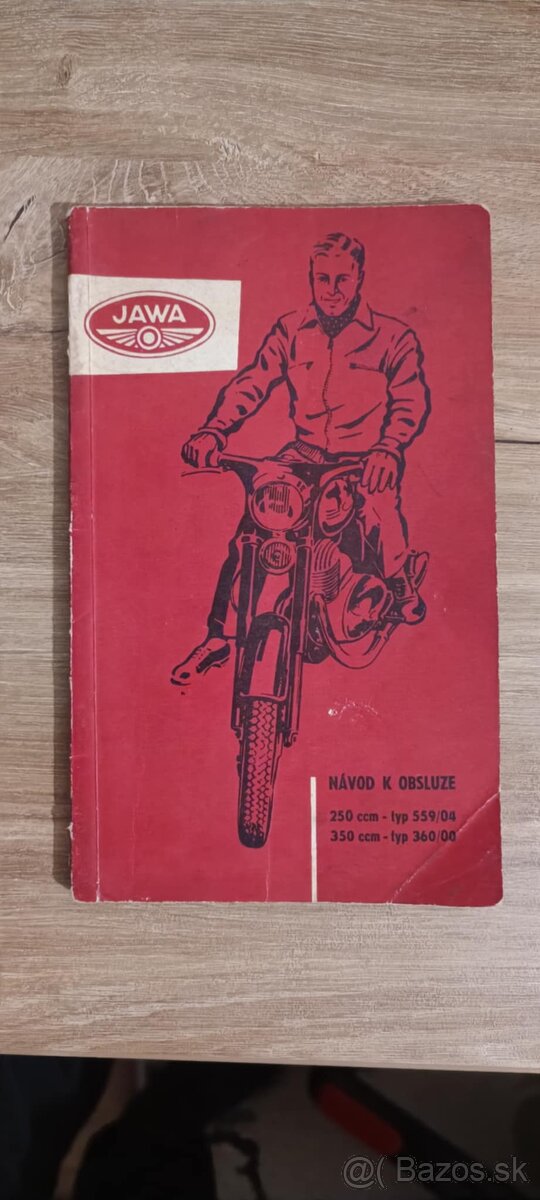 JAWA
NÁVOD K OBSLUZE
250 ccm - typ 559/04
350 ccm - typ 360/00
@( Bazos.sk